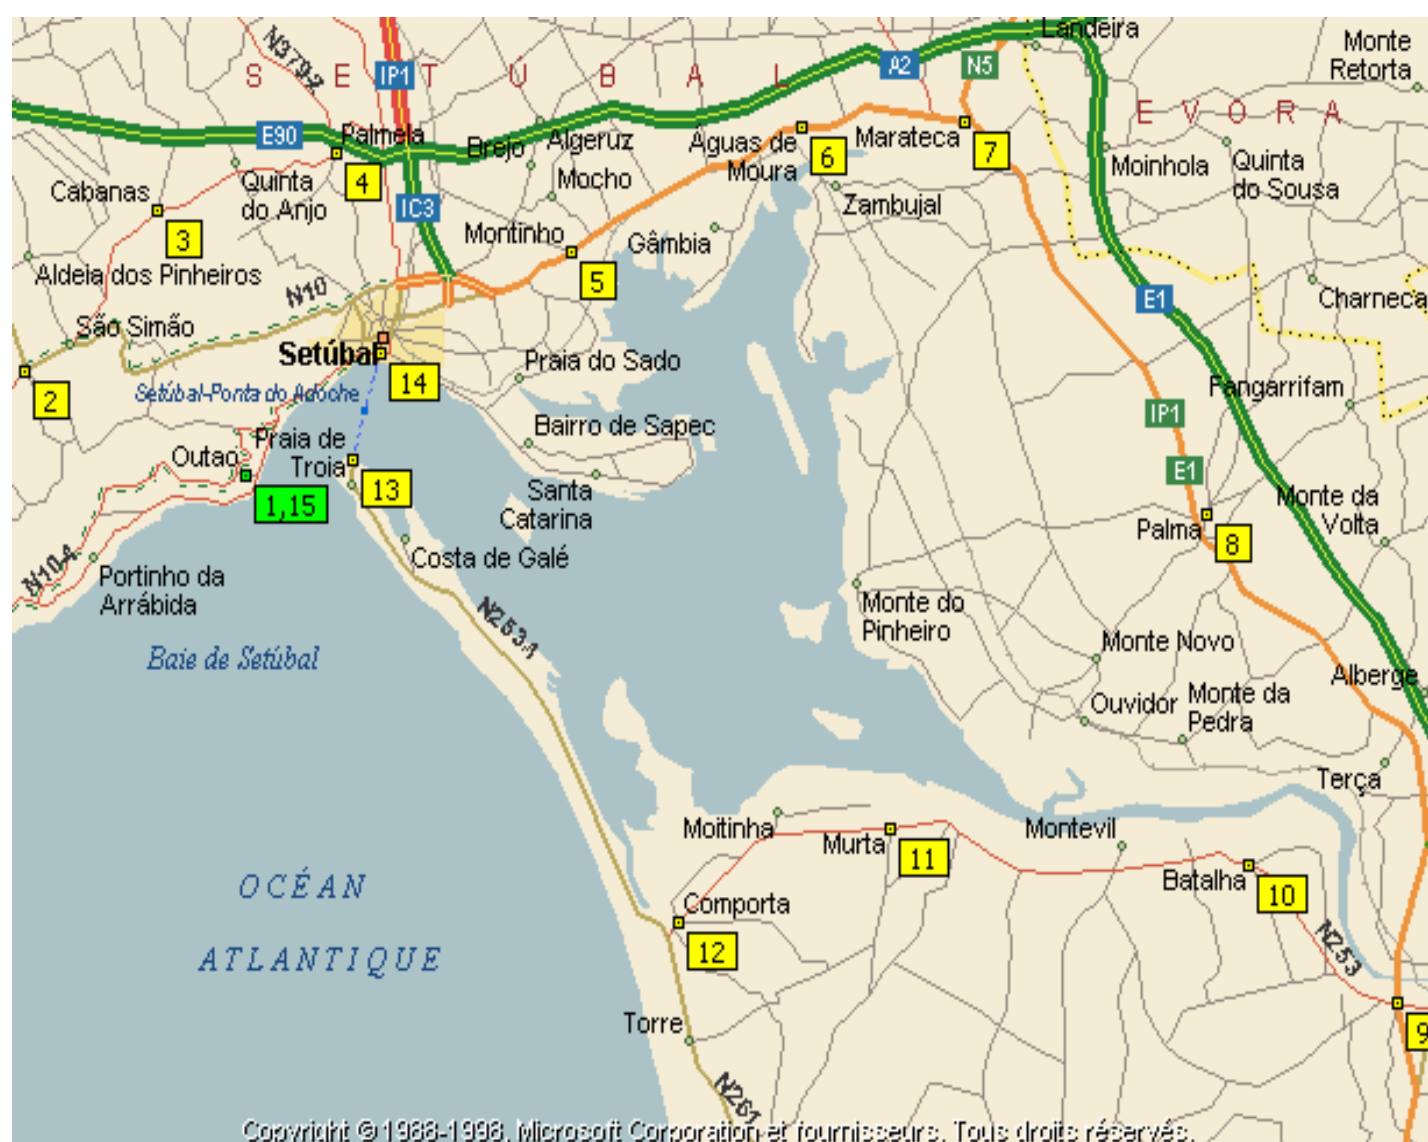 Landeira
N379.2
Monte
Retorta
IP1
A2
N5
S E T U B A L
E V O R A
E90
Palmela
Brejo
Algeruz
Águas de
Moura
6
Marateca
7
Moinhola
Quinta
do Sousa
Cabanas
Quinta
do Anjo
4
Mocho
IC3
Zambujal
3
Montinho
Gâmbia
Aldeia dos Pinheiros
5
N10
E1
Charneca
São Simão
Setúbal
Praia do Sado
14
2
Setúbal-Ponta do Adoche
Fangarrifam
IP1
Bairro de Sapec
Praia de
Troia
Outao
E1
13
1,15
Santa
Catarina
Monte da
Volta
Palma
8
N10-4
Costa de Galé
Portinho da
Arrábida
Monte do
Pinheiro
N253-1
Baie de Setúbal
Monte Novo
Alberge
Ouvidor
Monte da
Pedra
Terça
Moitinha
Murta
11
Montevil
OCÉAN
ATLANTIQUE
Batalha
10
Comporta
12
N253
Torre
9
N261
Copyright © 1988-1998, Microsoft Corporation et fournisseurs. Tous droits réservés.